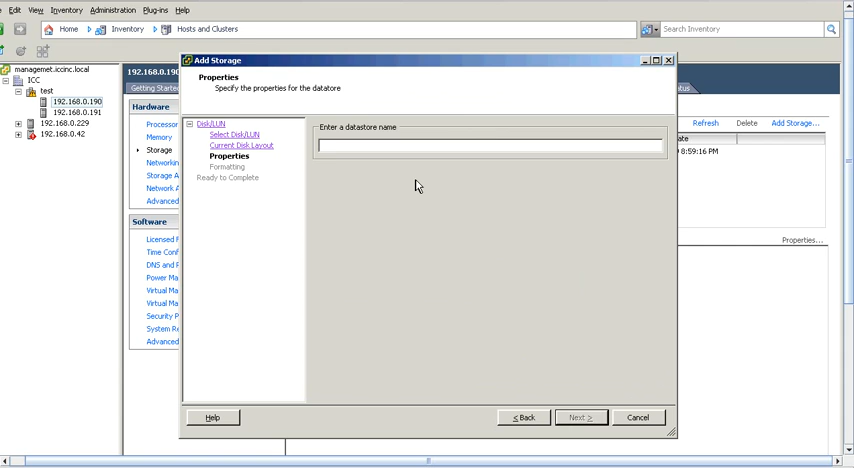 Edit View Inventory Administration Plug-ins Help
Home Inventory Hosts and Clusters Search Inventory
managemet.iccinc.local
ICC
test
192.168.0.190
192.168.0.191
192.168.0.229
192.168.0.42
192.168.0.190
Getting Started
Hardware
Processor
Memory
Storage
Networkin
Storage A
Network A
Advanced
Software
Licensed F
Time Conf
DNS and F
Power Ma
Virtual Ma
Virtual Ma
Security P
System Re
Advanced
Add Storage
Properties
Specify the properties for the datatore
Disk/LUN
Select Disk/LUN
Current Disk Layout
Properties
Formatting
Ready to Complete
Enter a datastore name
Help
< Back Next > Cancel
atus
Refresh Delete Add Storage...
ate
8:59:16 PM
Properties...